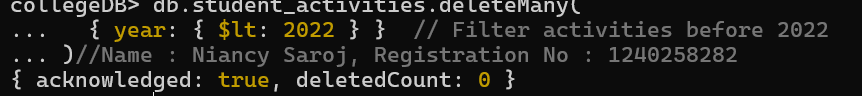 collegeDB> db.student_activities.deleteMany(
...   { year: { $lt: 2022 } }  // Filter activities before 2022
... )//Name : Niancy Saroj, Registration No : 1240258282
{ acknowledged: true, deletedCount: 0 }